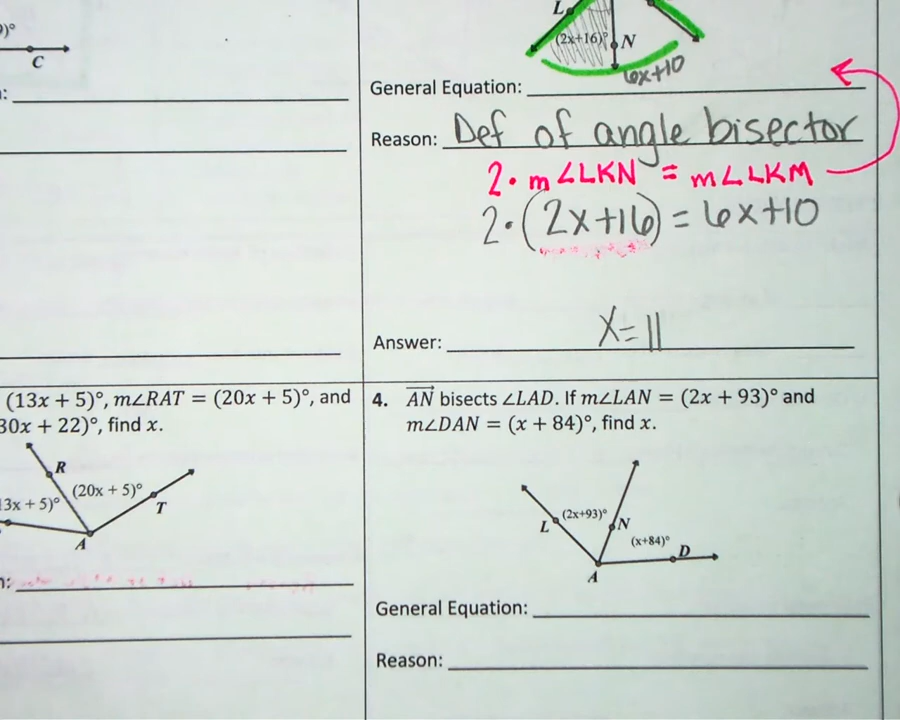 )°
C
:
L
(2x+16)°
N
6x+10
General Equation:
Reason: Def of angle bisector
2 · m∠LKN = m∠LKM
2·(2x+16) = 6x+10
Answer: x=11
(13x + 5)°, m∠RAT = (20x + 5)°, and
30x + 22)°, find x.
R
(20x + 5)°
3x + 5)°
T
A
:
4. AN bisects ∠LAD. If m∠LAN = (2x + 93)° and
m∠DAN = (x + 84)°, find x.
(2x+93)°
L
N
(x+84)°
D
A
General Equation:
Reason: